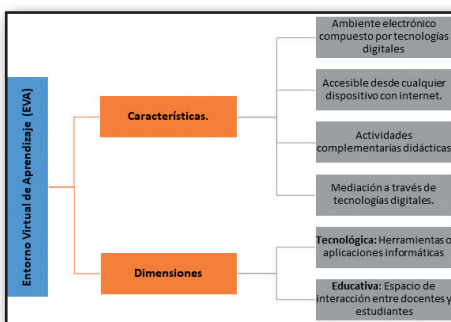 Entorno Virtual de Aprendizaje (EVA)
Características.
Dimensiones
Ambiente electrónico
compuesto por tecnologías
digitales
Accesible desde cualquier
dispositivo con internet.
Actividades
complementarias didácticas
Mediación a través de
tecnologías digitales.
Tecnológica: Herramientas o
aplicaciones informáticas
Educativa: Espacio de
interacción entre docentes y
estudiantes